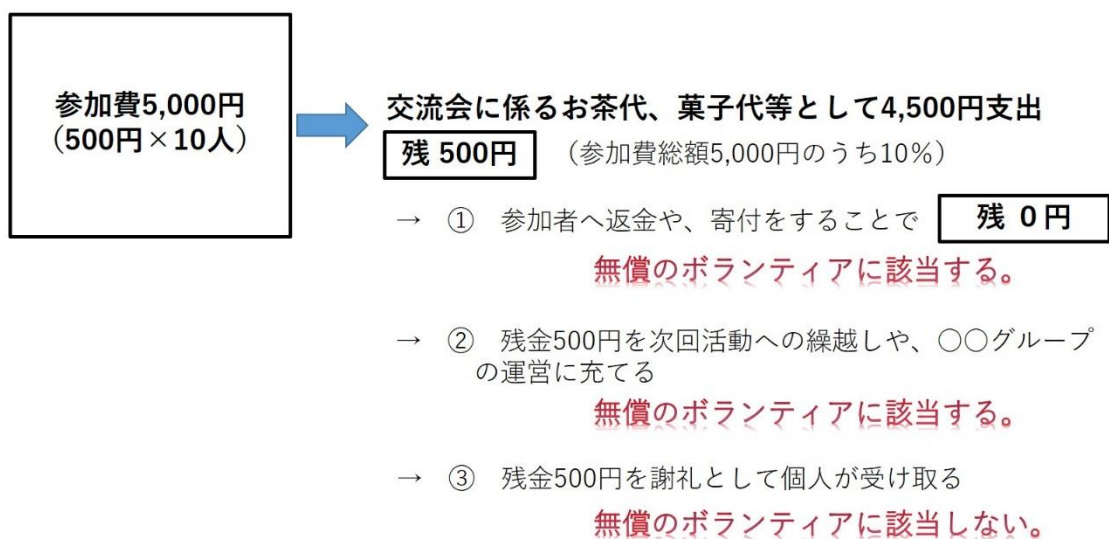 参加費5,000円
（500円×10人）
交流会に係るお茶代、菓子代等として4,500円支出
残 500円 （参加費総額5,000円のうち10％）
→ ① 参加者へ返金や、寄付をすることで 残 0円
無償のボランティアに該当する。
→ ② 残金500円を次回活動への繰越しや、○○グループ
の運営に充てる
無償のボランティアに該当する。
→ ③ 残金500円を謝礼として個人が受け取る
無償のボランティアに該当しない。